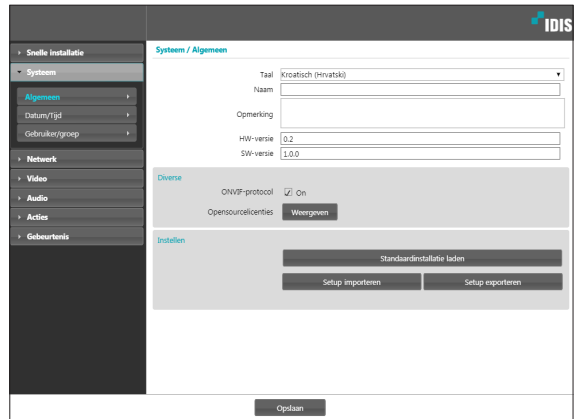 IDIS
Snelle installatie
Systeem
Algemeen
Datum/Tijd
Gebruiker/groep
Netwerk
Video
Audio
Acties
Gebeurtenis
Systeem / Algemeen
Taal Kroatisch (Hrvatski)
Naam
Opmerking
HW-versie 0.2
SW-versie 1.0.0
Diverse
ONVIF-protocol On
Opensourcelicenties Weergeven
Instellen
Standaardinstallatie laden
Setup importeren Setup exporteren
Opslaan